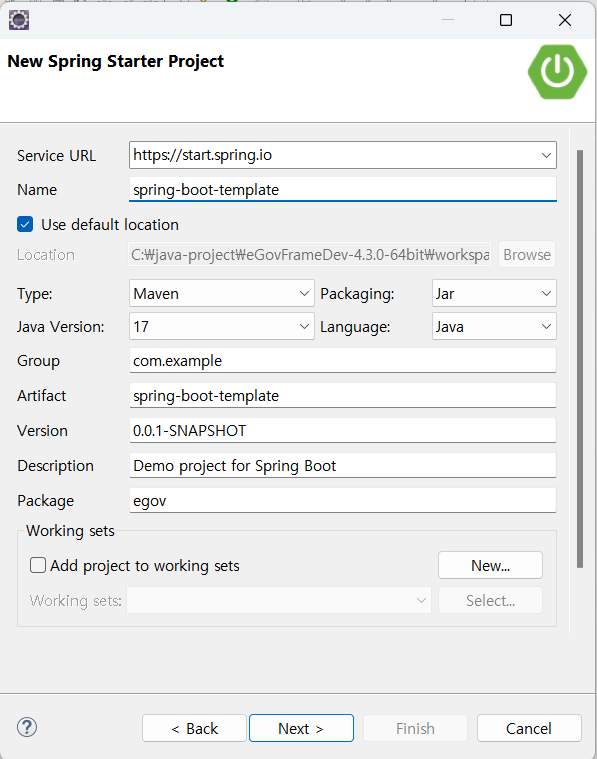 New Spring Starter Project
Service URL https://start.spring.io
Name spring-boot-template
Use default location
Location C:₩java-project₩eGovFrameDev-4.3.0-64bit₩workspa Browse
Type: Maven Packaging: Jar
Java Version: 17 Language: Java
Group com.example
Artifact spring-boot-template
Version 0.0.1-SNAPSHOT
Description Demo project for Spring Boot
Package egov
Working sets
Add project to working sets New...
Working sets: Select...
? < Back Next > Finish Cancel